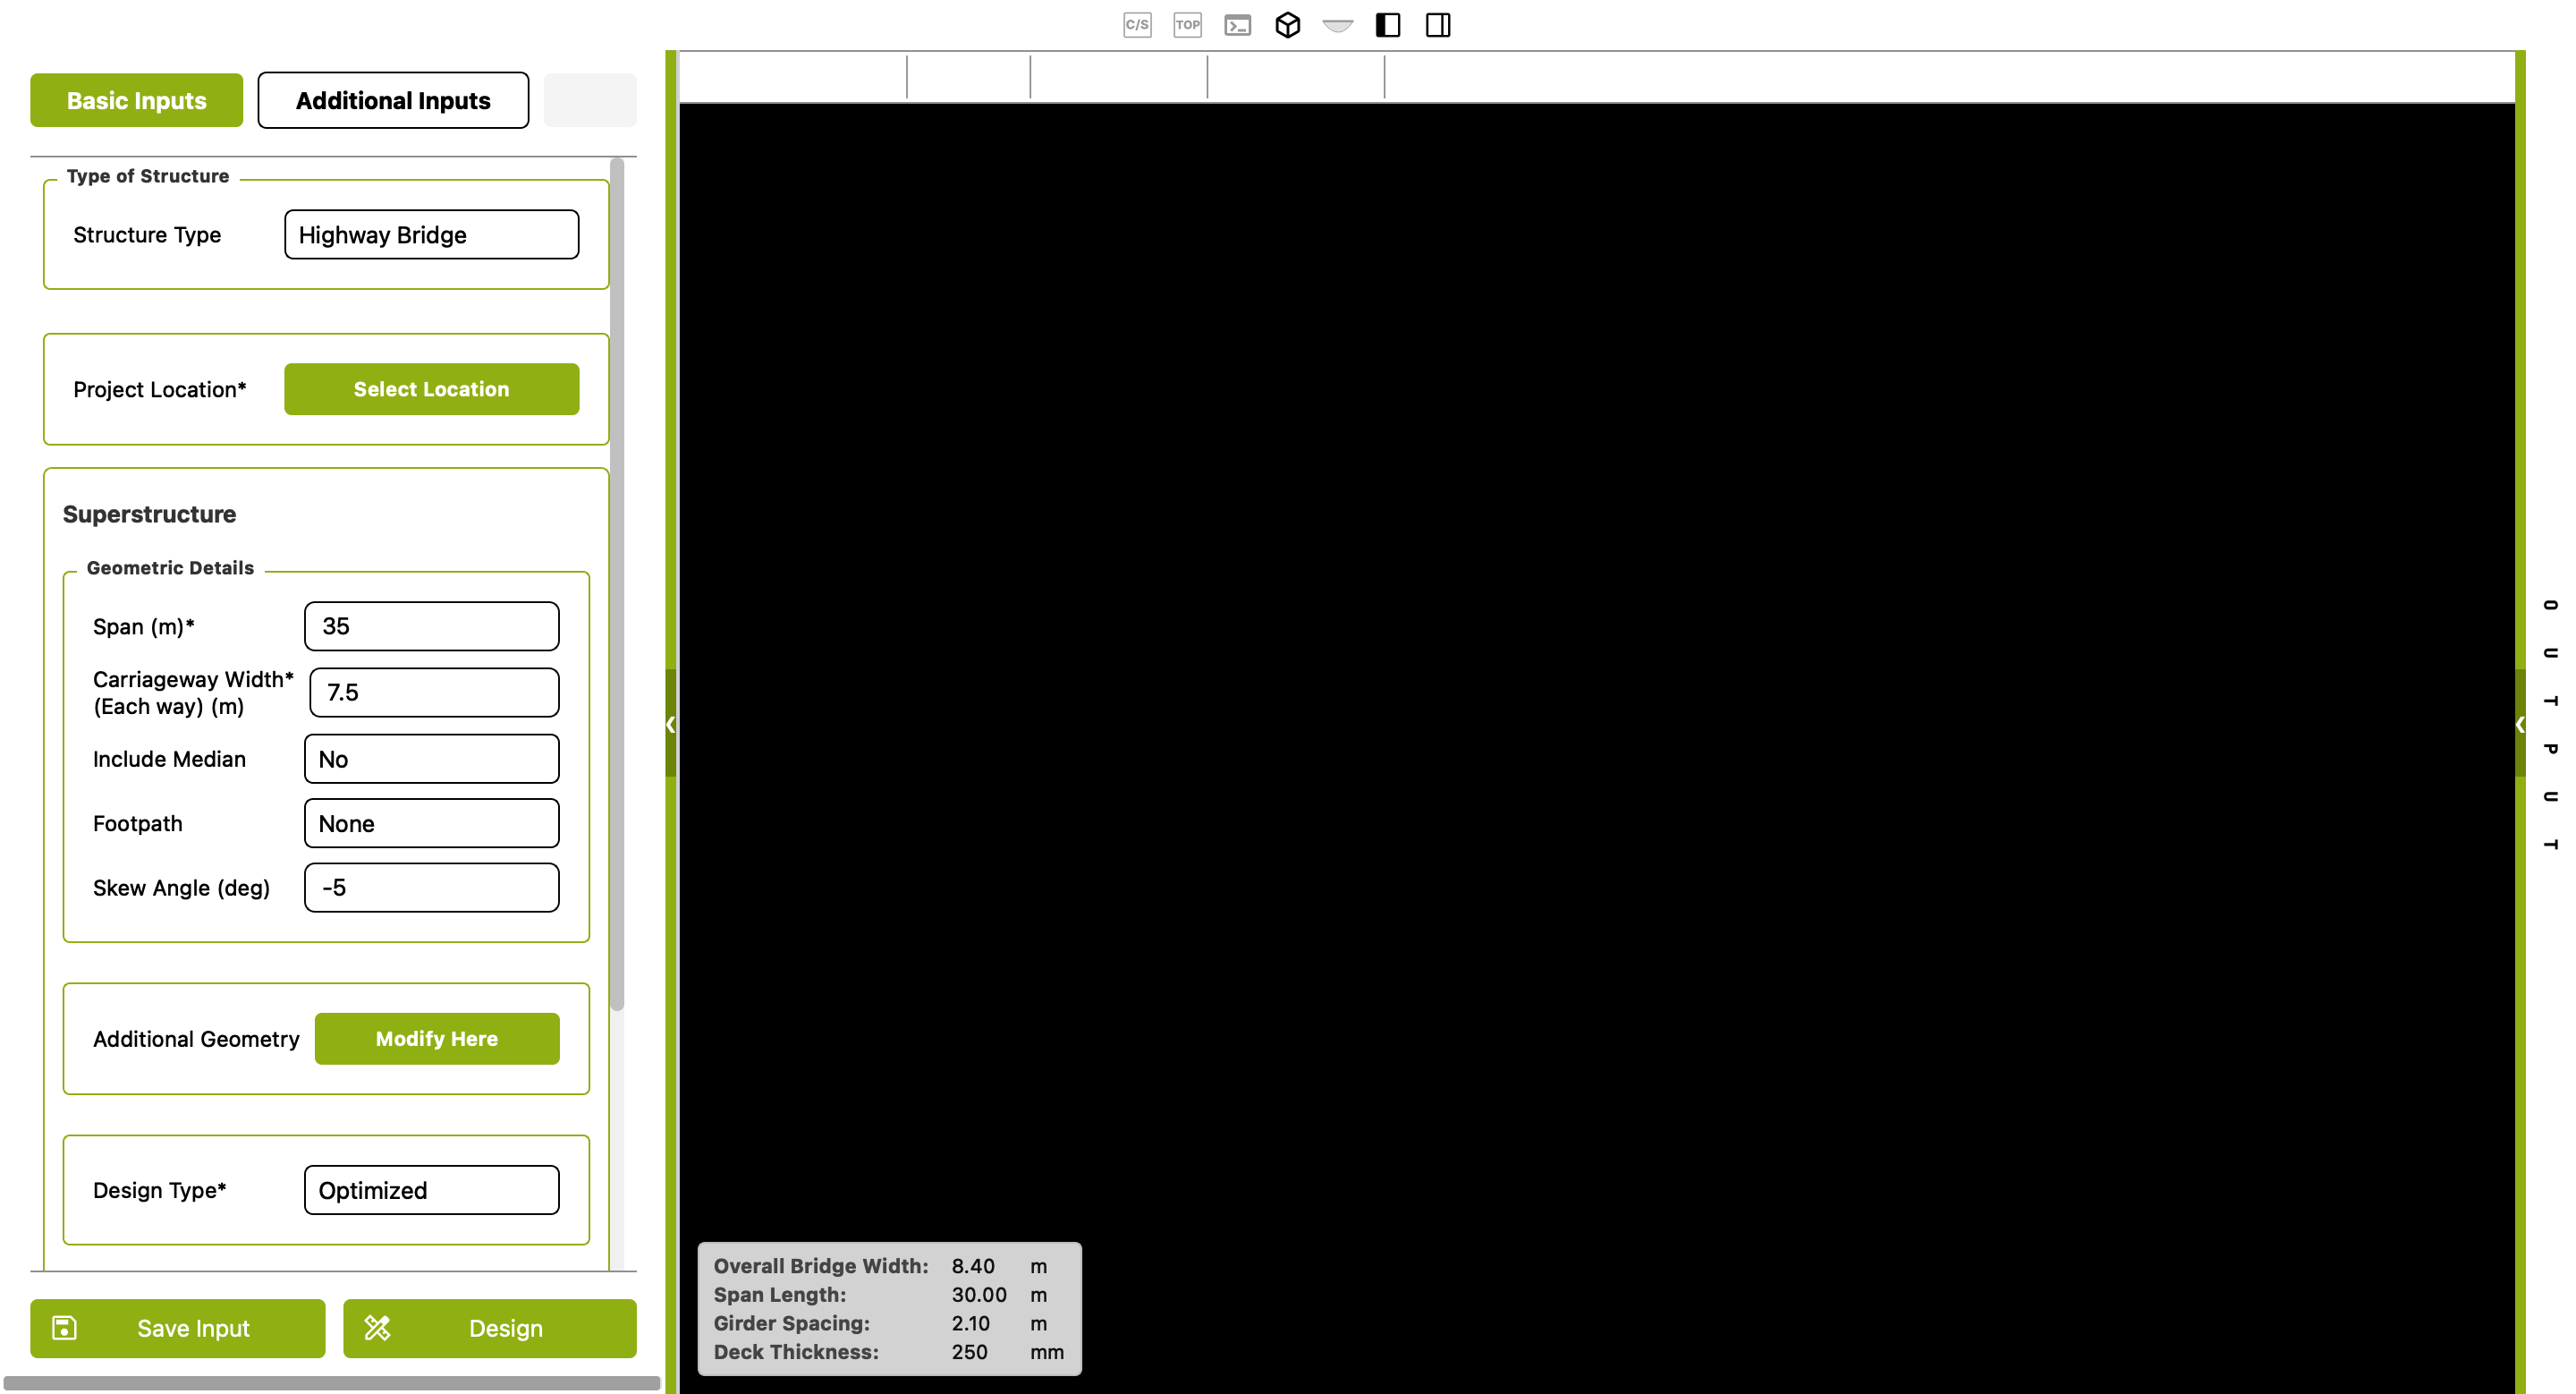 C/S TOP
Basic Inputs Additional Inputs
Type of Structure
Structure Type Highway Bridge
Project Location* Select Location
Superstructure
Geometric Details
Span (m)* 35
Carriageway Width*
(Each way) (m) 7.5
Include Median No
Footpath None
Skew Angle (deg) -5
Additional Geometry Modify Here
Design Type* Optimized
Save Input Design
Overall Bridge Width: 8.40 m
Span Length: 30.00 m
Girder Spacing: 2.10 m
Deck Thickness: 250 mm
OUTPUT